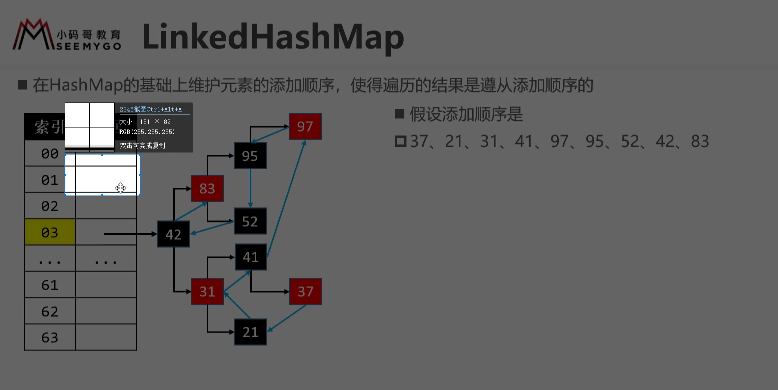 小码哥教育
SEEMYGO
LinkedHashMap
在HashMap的基础上维护元素的添加顺序，使得遍历的结果是遵从添加顺序的
假设添加顺序是
37、21、31、41、97、95、52、42、83
索引
大小
RGB(255,255,255)
00
01
02
03
...
...
61
62
63
97
95
83
52
42
41
31
37
21